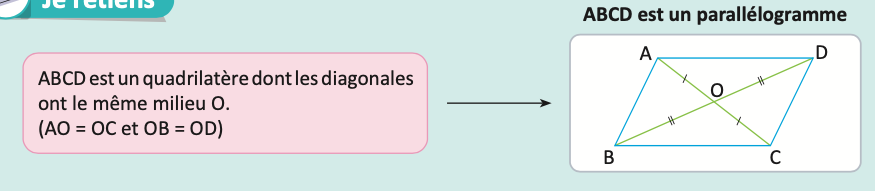 Je retiens
ABCD est un parallélogramme
ABCD est un quadrilatère dont les diagonales
ont le même milieu O.
(AO = OC et OB = OD)
A
D
O
B
C